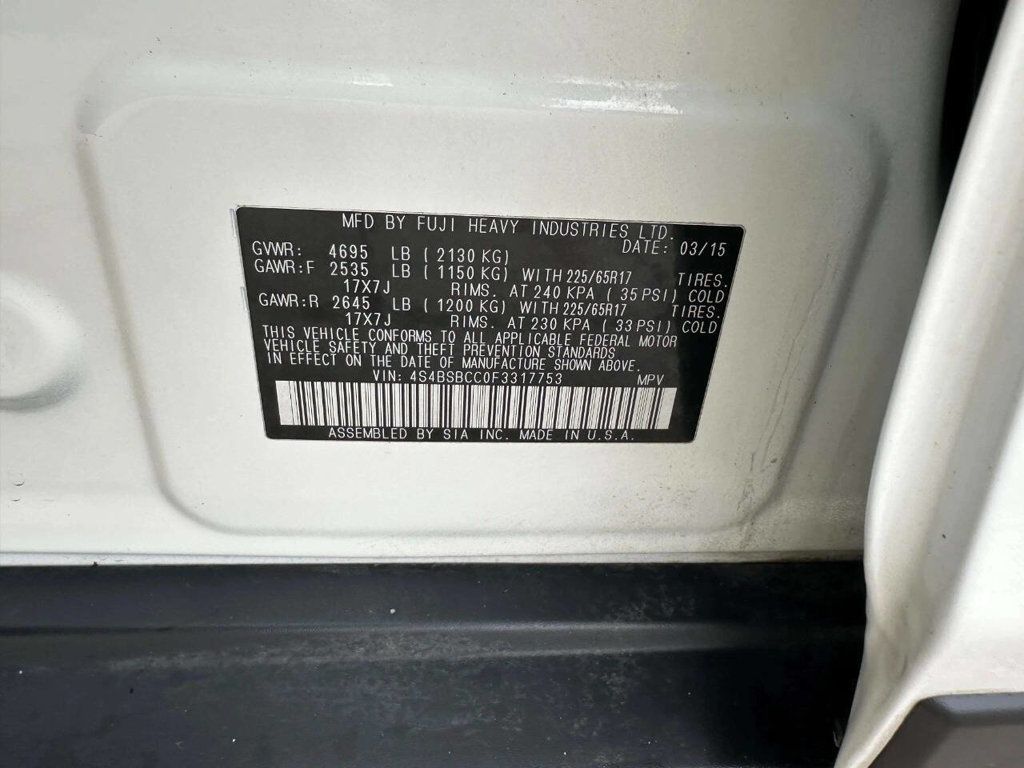 MFD BY FUJI HEAVY INDUSTRIES LTD.
DATE: 03/15
GVWR: 4695 LB ( 2130 KG)
GAWR:F 2535 LB ( 1150 KG) WITH 225/65R17 TIRES.
17X7J RIMS. AT 240 KPA ( 35 PSI) COLD
GAWR:R 2645 LB ( 1200 KG) WITH 225/65R17 TIRES.
17X7J RIMS. AT 230 KPA ( 33 PSI) COLD
THIS VEHICLE CONFORMS TO ALL APPLICABLE FEDERAL MOTOR
VEHICLE SAFETY AND THEFT PREVENTION STANDARDS
IN EFFECT ON THE DATE OF MANUFACTURE SHOWN ABOVE.
VIN: 4S4BSBCC0F3317753 MPV
ASSEMBLED BY SIA INC. MADE IN U.S.A.